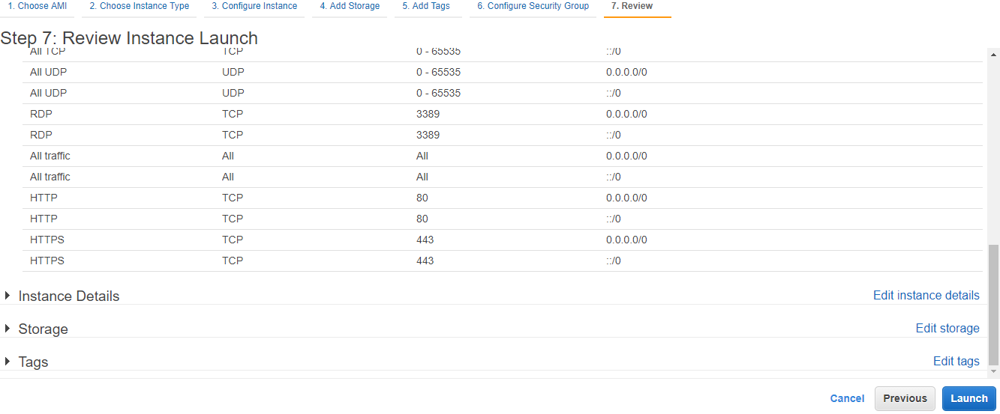 1. Choose AMI 2. Choose Instance Type 3. Configure Instance 4. Add Storage 5. Add Tags 6. Configure Security Group 7. Review
Step 7: Review Instance Launch
All TCP TCP 0 - 65535 ::/0
All UDP UDP 0 - 65535 0.0.0.0/0
All UDP UDP 0 - 65535 ::/0
RDP TCP 3389 0.0.0.0/0
RDP TCP 3389 ::/0
All traffic All All 0.0.0.0/0
All traffic All All ::/0
HTTP TCP 80 0.0.0.0/0
HTTP TCP 80 ::/0
HTTPS TCP 443 0.0.0.0/0
HTTPS TCP 443 ::/0
Instance Details Edit instance details
Storage Edit storage
Tags Edit tags
Cancel Previous Launch